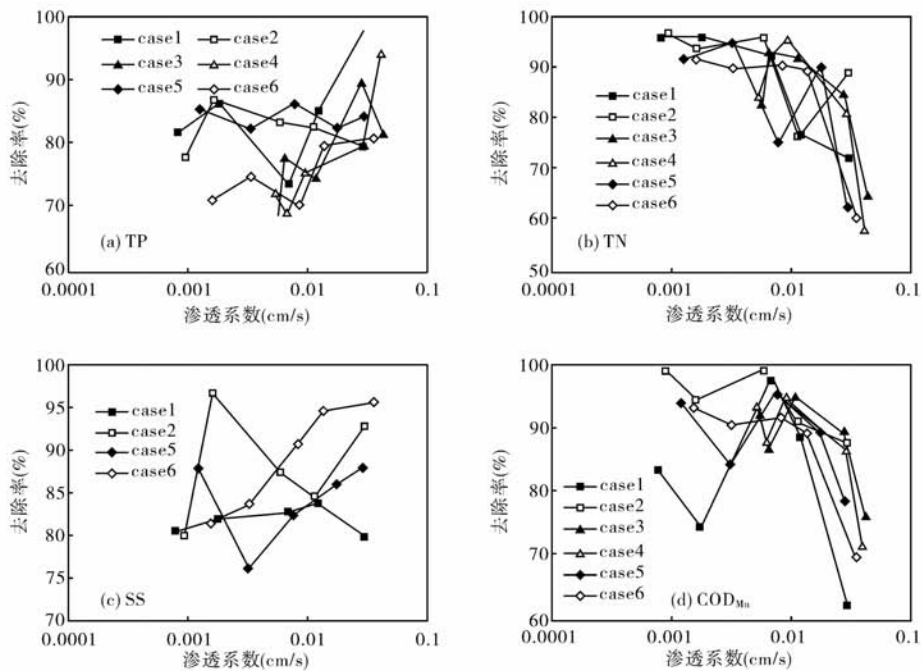 100
90
80
70
60
去除率(%)
case1
case2
case3
case4
case5
case6
(a) TP
0.0001
0.001
0.01
0.1
渗透系数(cm/s)
100
90
80
70
60
50
去除率(%)
case1
case2
case3
case4
case5
case6
(b) TN
0.0001
0.001
0.01
0.1
渗透系数(cm/s)
100
95
90
85
80
75
70
去除率(%)
case1
case2
case5
case6
(c) SS
0.0001
0.001
0.01
0.1
渗透系数(cm/s)
100
90
80
70
60
去除率(%)
case1
case2
case3
case4
case5
case6
(d) CODMn
0.0001
0.001
0.01
0.1
渗透系数(cm/s)